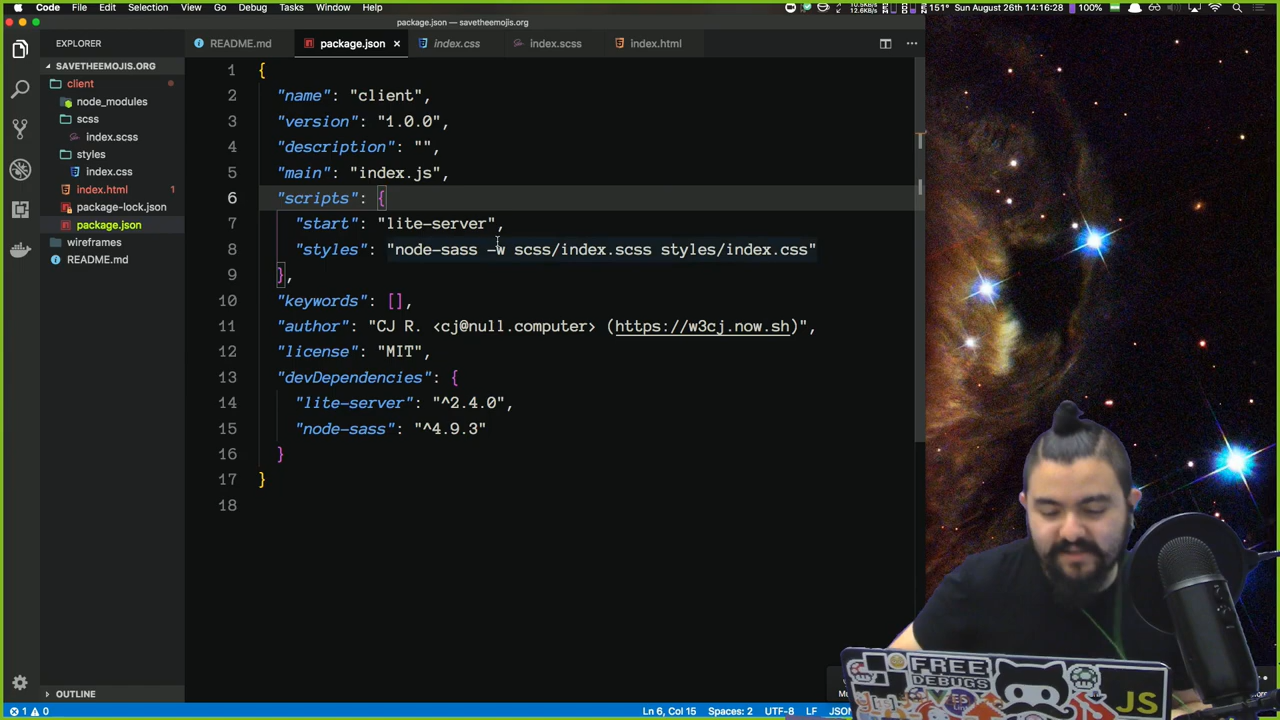 Code File Edit Selection View Go Debug Tasks Window Help
151° Sun August 26th 14:16:28 100%
package.json — savetheemojis.org
EXPLORER
README.md
package.json ×
index.css
index.scss
index.html
SAVETHEEMOJIS.ORG
client
node_modules
scss
index.scss
styles
index.css
index.html 1
package-lock.json
package.json
wireframes
README.md
1 {
2 "name": "client",
3 "version": "1.0.0",
4 "description": "",
5 "main": "index.js",
6 "scripts": {
7 "start": "lite-server",
8 "styles": "node-sass -w scss/index.scss styles/index.css"
9 },
10 "keywords": [],
11 "author": "CJ R. <cj@null.computer> (https://w3cj.now.sh)",
12 "license": "MIT",
13 "devDependencies": {
14 "lite-server": "^2.4.0",
15 "node-sass": "^4.9.3"
16 }
17 }
18
OUTLINE
1 0
Ln 6, Col 15 Spaces: 2 UTF-8 LF JSON
FREE
DEBUGS
JS